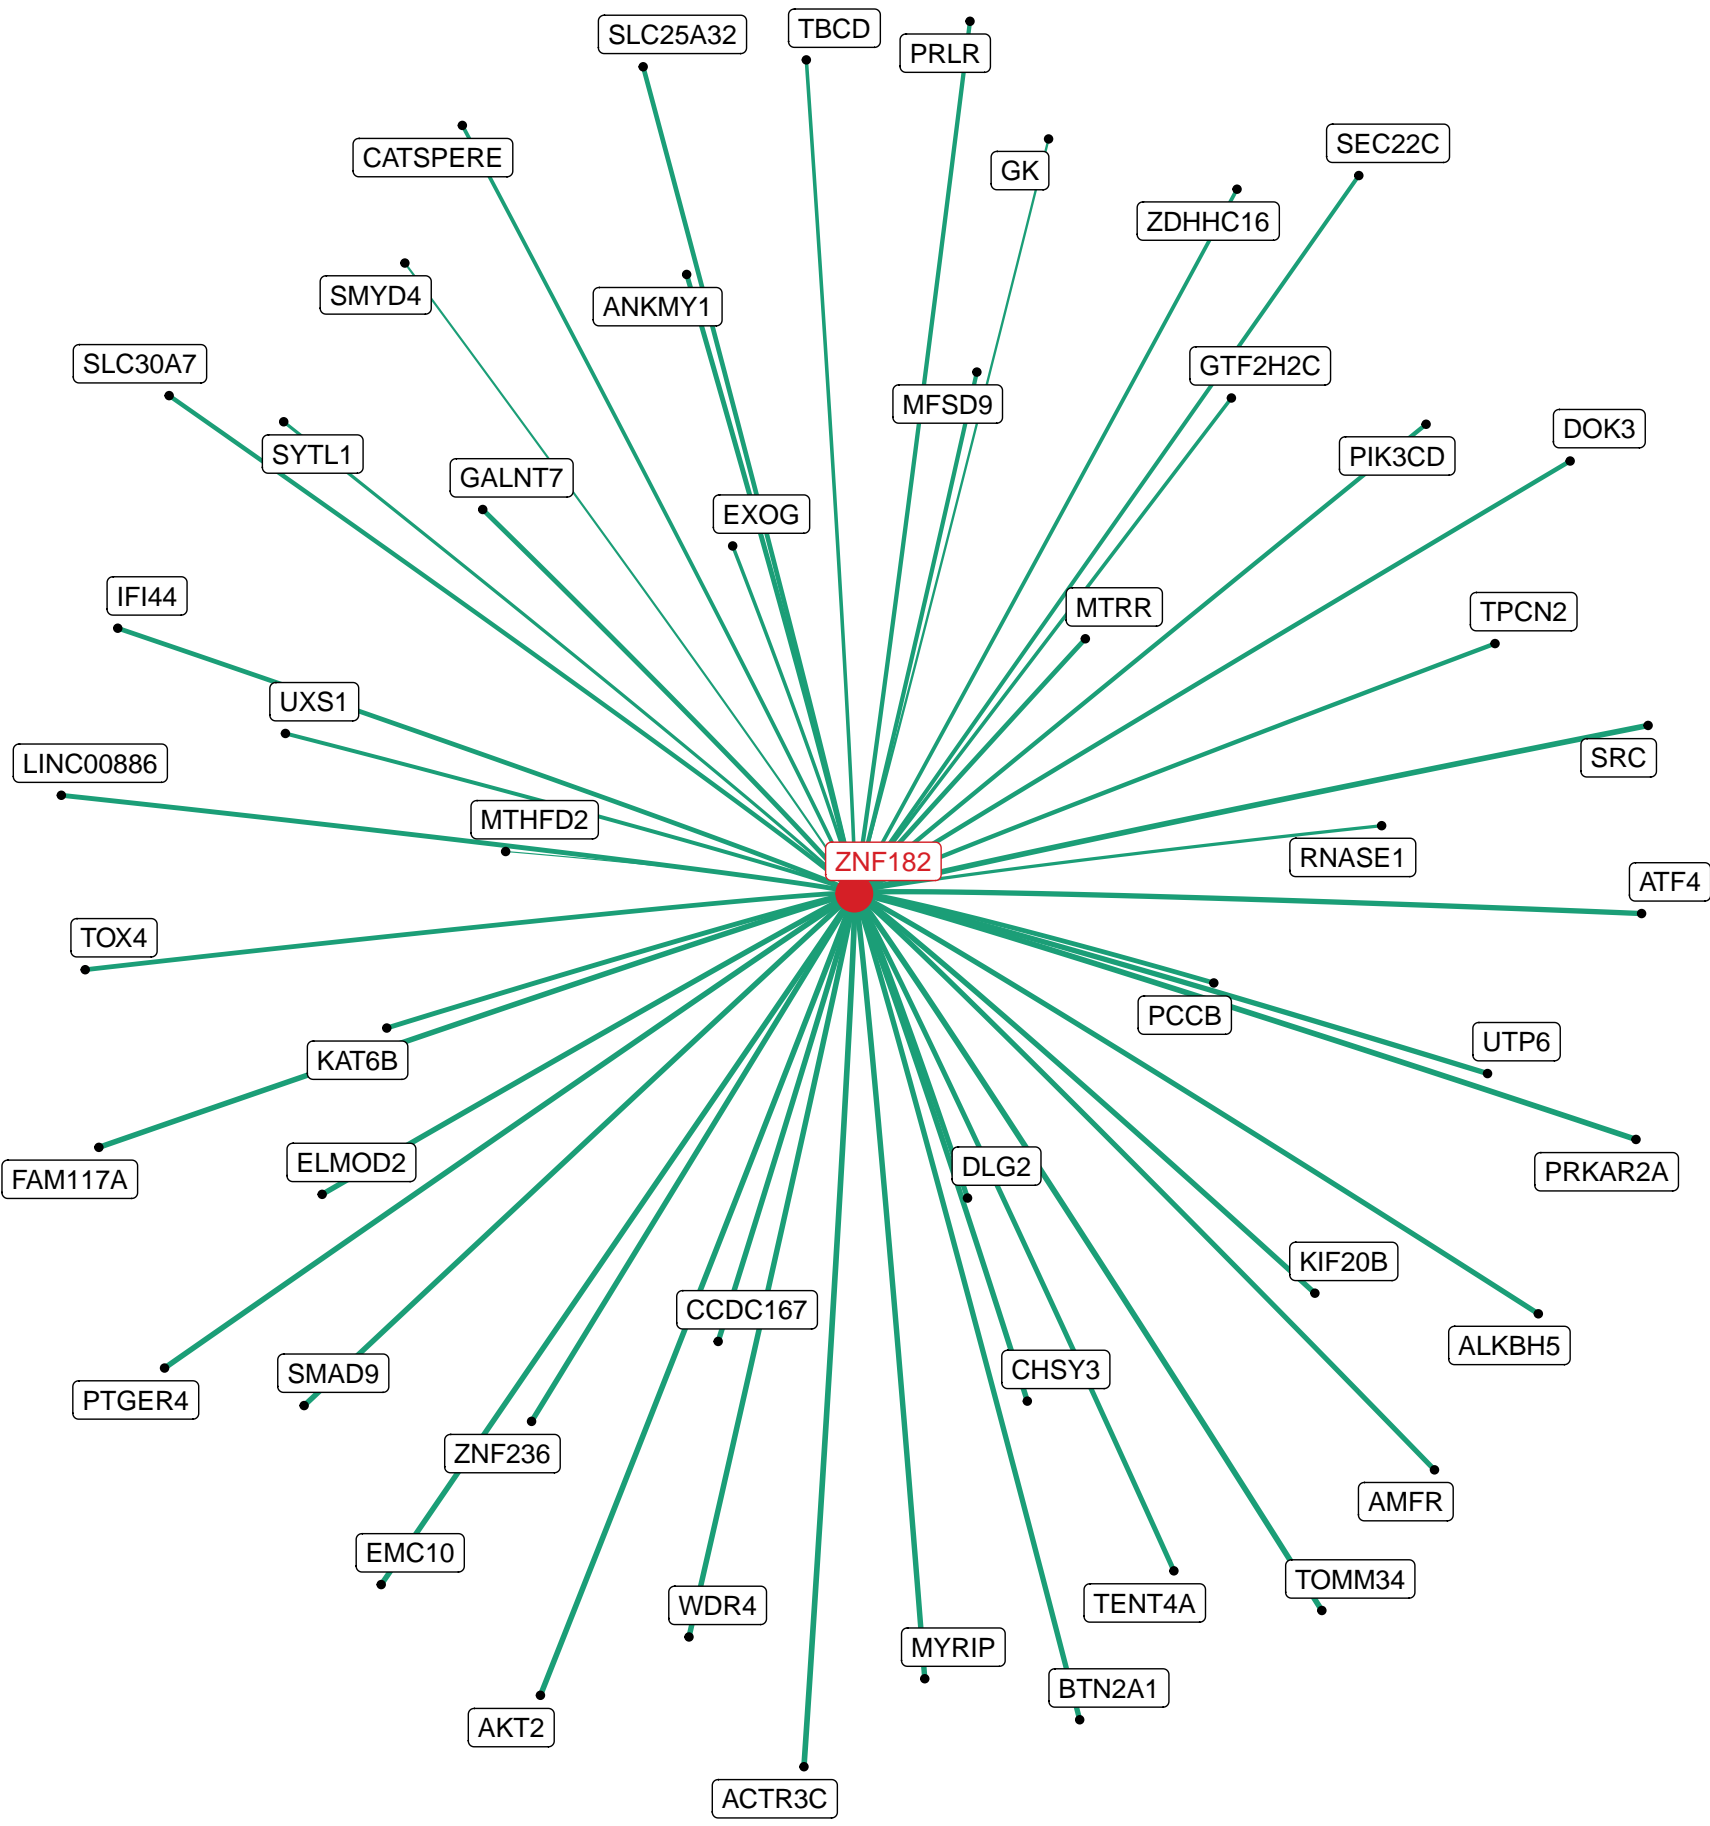 TBCD
SLC25A32
PRLR
SEC22C
CATSPERE
GK
ZDHHC16
SMYD4
ANKMY1
SLC30A7
GTF2H2C
MFSD9
DOK3
SYTL1
PIK3CD
GALNT7
EXOG
IFI44
MTRR
TPCN2
UXS1
SRC
LINC00886
MTHFD2
RNASE1
ZNF182
ATF4
TOX4
PCCB
UTP6
KAT6B
ELMOD2
DLG2
PRKAR2A
FAM117A
KIF20B
CCDC167
ALKBH5
CHSY3
SMAD9
PTGER4
ZNF236
AMFR
EMC10
TOMM34
TENT4A
WDR4
MYRIP
BTN2A1
AKT2
ACTR3C